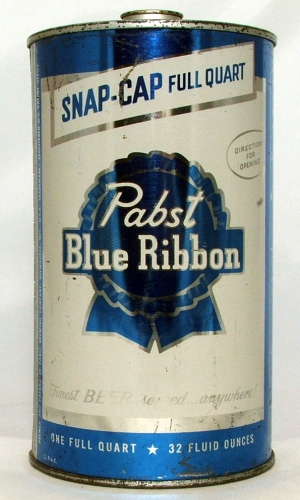 SNAP-CAP FULL QUART
DIRECTIONS
FOR
OPENING
Pabst
Blue Ribbon
Finest BEER served...anywhere!
ONE FULL QUART ★ 32 FLUID OUNCES